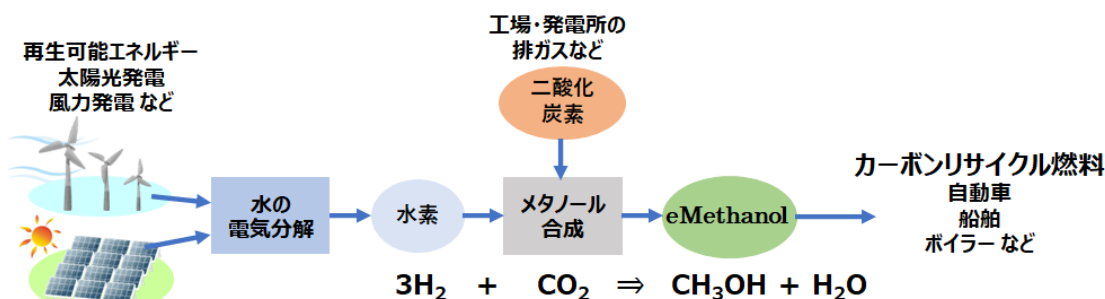 再生可能エネルギー
太陽光発電
風力発電 など
工場・発電所の
排ガスなど
二酸化
炭素
水の
電気分解
水素
メタノール
合成
eMethanol
カーボンリサイクル燃料
自動車
船舶
ボイラー など
3H₂ + CO₂ ⇒ CH₃OH + H₂O